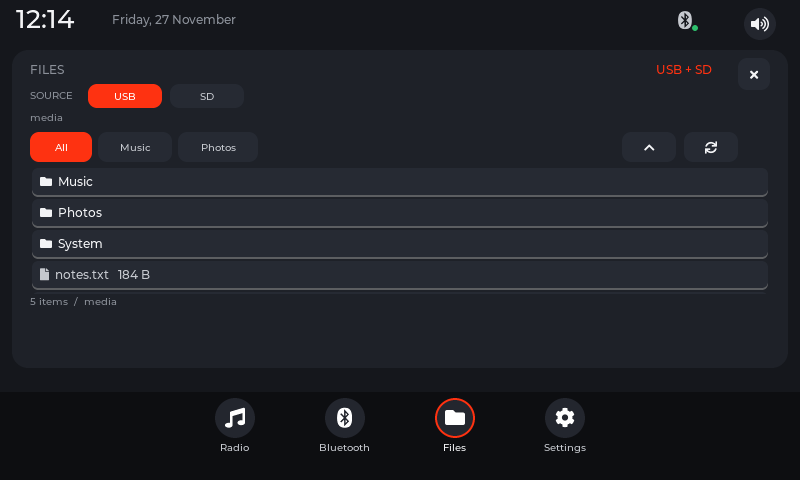 12:14 Friday, 27 November
FILES USB + SD
SOURCE USB SD
media
All Music Photos
Music
Photos
System
notes.txt 184 B
5 items / media
Radio Bluetooth Files Settings